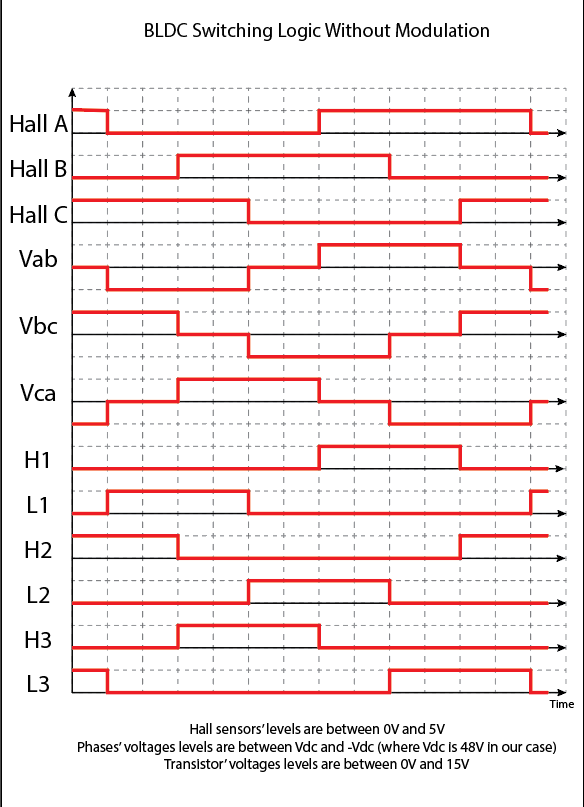 BLDC Switching Logic Without Modulation
Hall A
Hall B
Hall C
Vab
Vbc
Vca
H1
L1
H2
L2
H3
L3
Time
Hall sensors' levels are between 0V and 5V
Phases' voltages levels are between Vdc and -Vdc (where Vdc is 48V in our case)
Transistor' voltages levels are between 0V and 15V